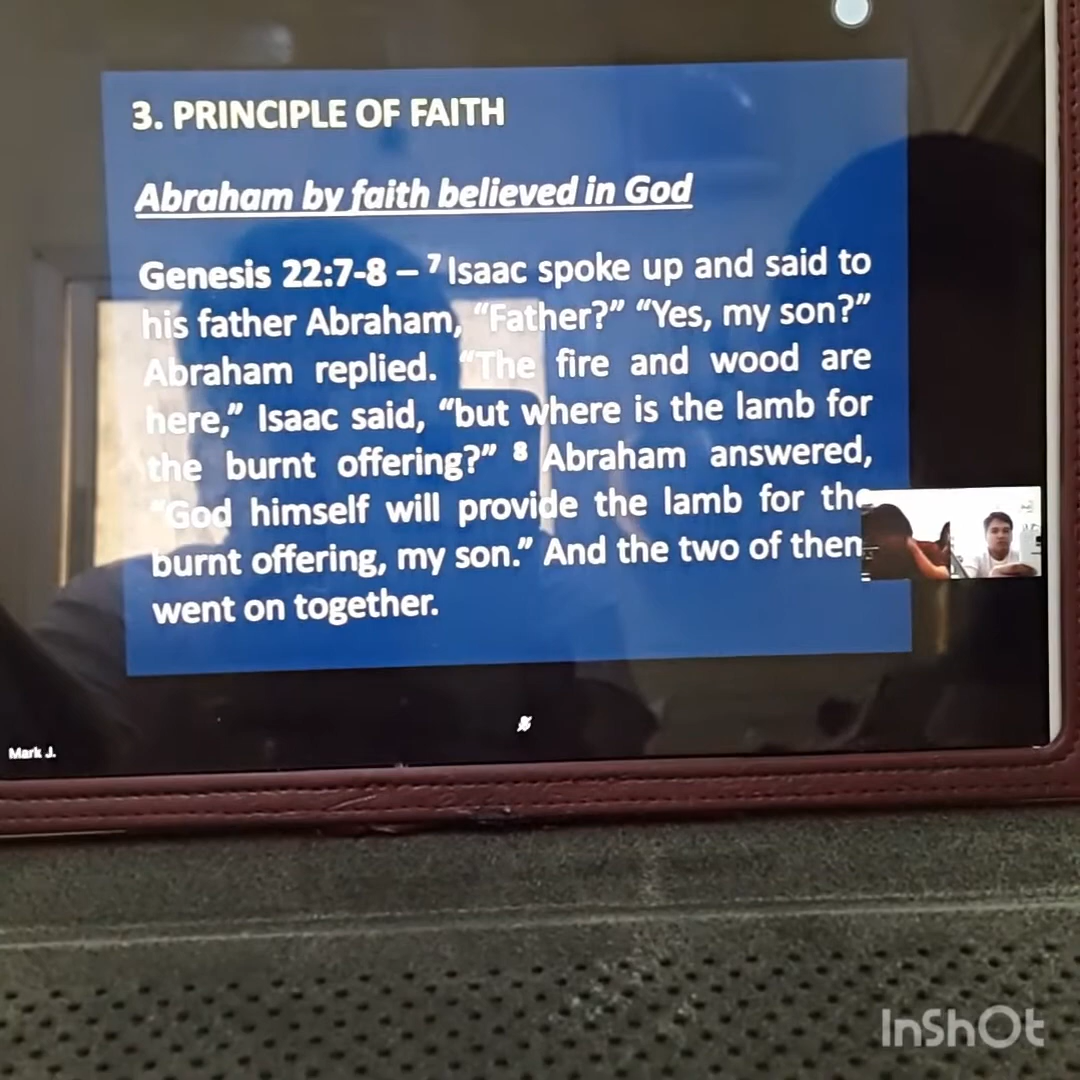 3. PRINCIPLE OF FAITH
Abraham by faith believed in God
Genesis 22:7-8 – 7 Isaac spoke up and said to
his father Abraham, “Father?” “Yes, my son?”
Abraham replied. “The fire and wood are
here,” Isaac said, “but where is the lamb for
the burnt offering?” 8 Abraham answered,
“God himself will provide the lamb for the
burnt offering, my son.” And the two of them
went on together.
Mark J.
InShOt